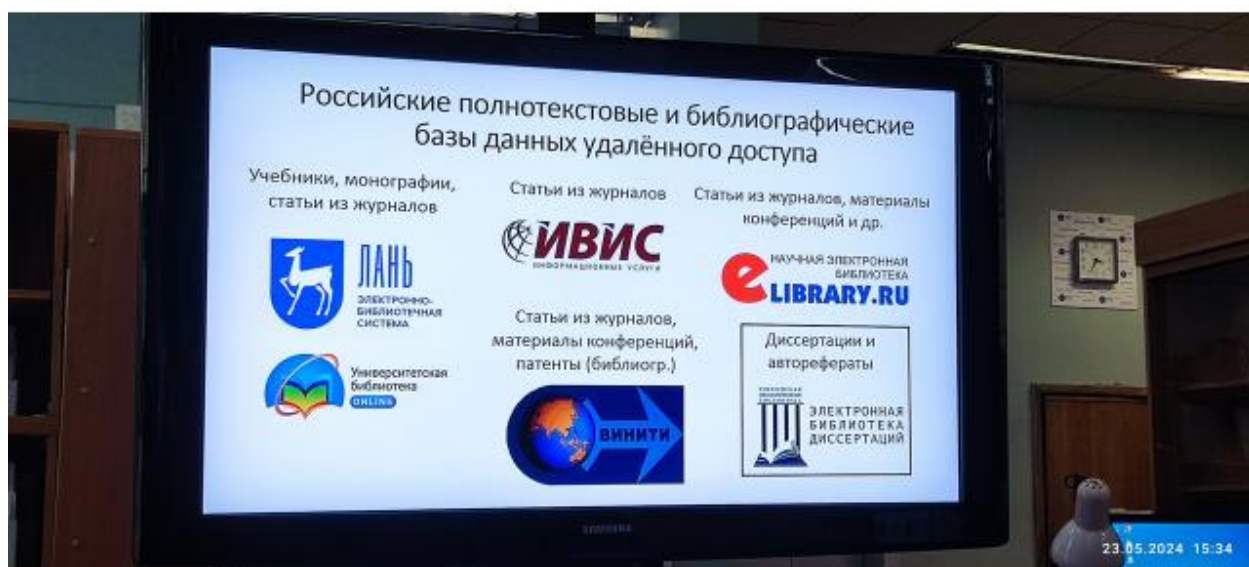 Российские полнотекстовые и библиографические
базы данных удалённого доступа
Учебники, монографии,
статьи из журналов
ЛАНЬ
ЭЛЕКТРОННО-
БИБЛИОТЕЧНАЯ
СИСТЕМА
Университетская
библиотека
ONLINE
Статьи из журналов
ИВИС
ИНФОРМАЦИОННЫЕ УСЛУГИ
Статьи из журналов,
материалы конференций,
патенты (библиогр.)
ВИНИТИ
Статьи из журналов, материалы
конференций и др.
НАУЧНАЯ ЭЛЕКТРОННАЯ
БИБЛИОТЕКА
eLIBRARY.RU
Диссертации и
авторефераты
ЭЛЕКТРОННАЯ
БИБЛИОТЕКА
ДИССЕРТАЦИЙ
SAMSUNG
23.05.2024 15:34